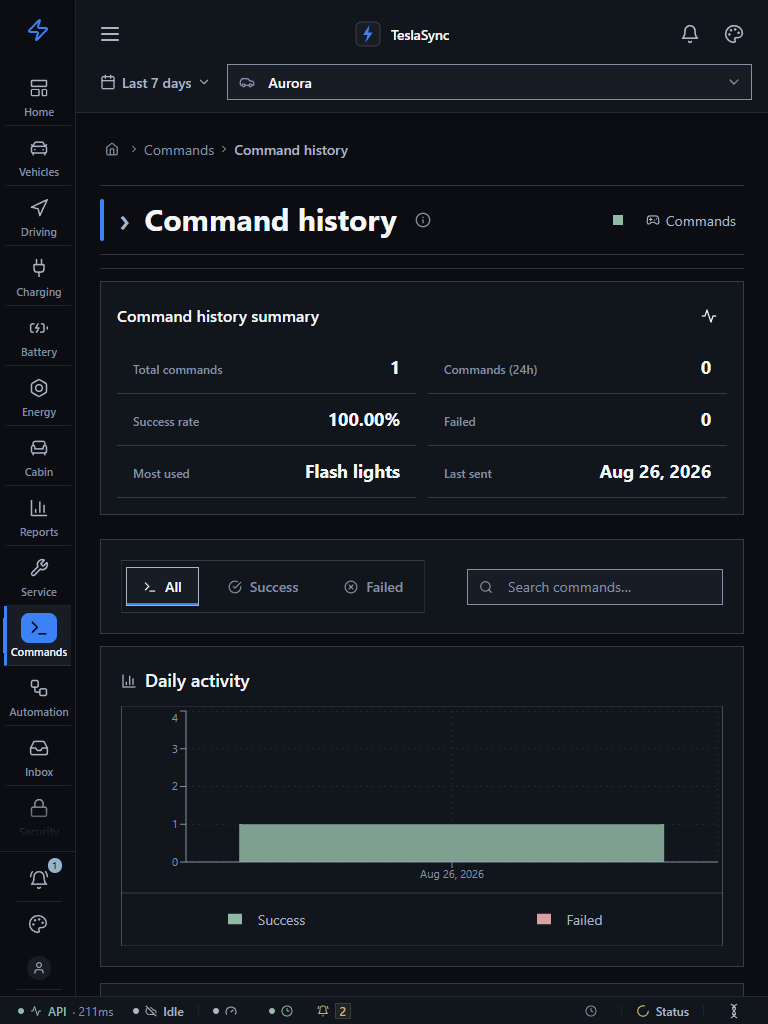 TeslaSync
Last 7 days
Aurora
Home
Vehicles
Driving
Charging
Battery
Energy
Cabin
Reports
Service
Commands
Automation
Inbox
Security
1
Commands
Command history
Command history
Commands
Command history summary
Total commands 1
Commands (24h) 0
Success rate 100.00%
Failed 0
Most used Flash lights
Last sent Aug 26, 2026
All
Success
Failed
Search commands...
Daily activity
4
3
2
1
0
Aug 26, 2026
Success
Failed
API · 211ms
Idle
2
Status